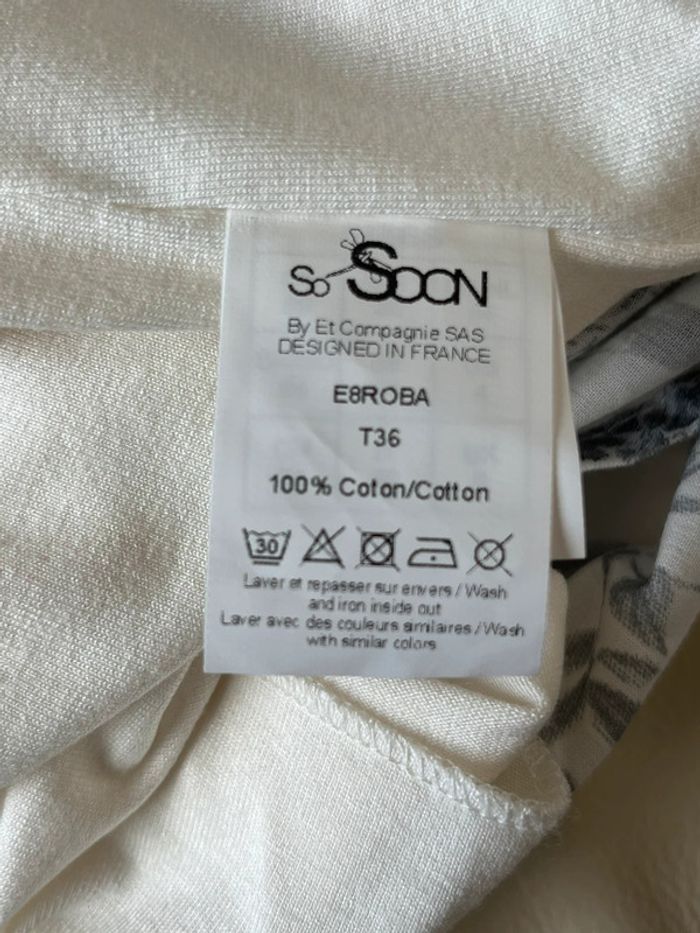 So SOON
By Et Compagnie SAS
DESIGNED IN FRANCE
E8ROBA
T36
100% Coton/Cotton
30
Laver et repasser sur envers / Wash
and iron inside out
Laver avec des couleurs similaires / Wash
with similar colors